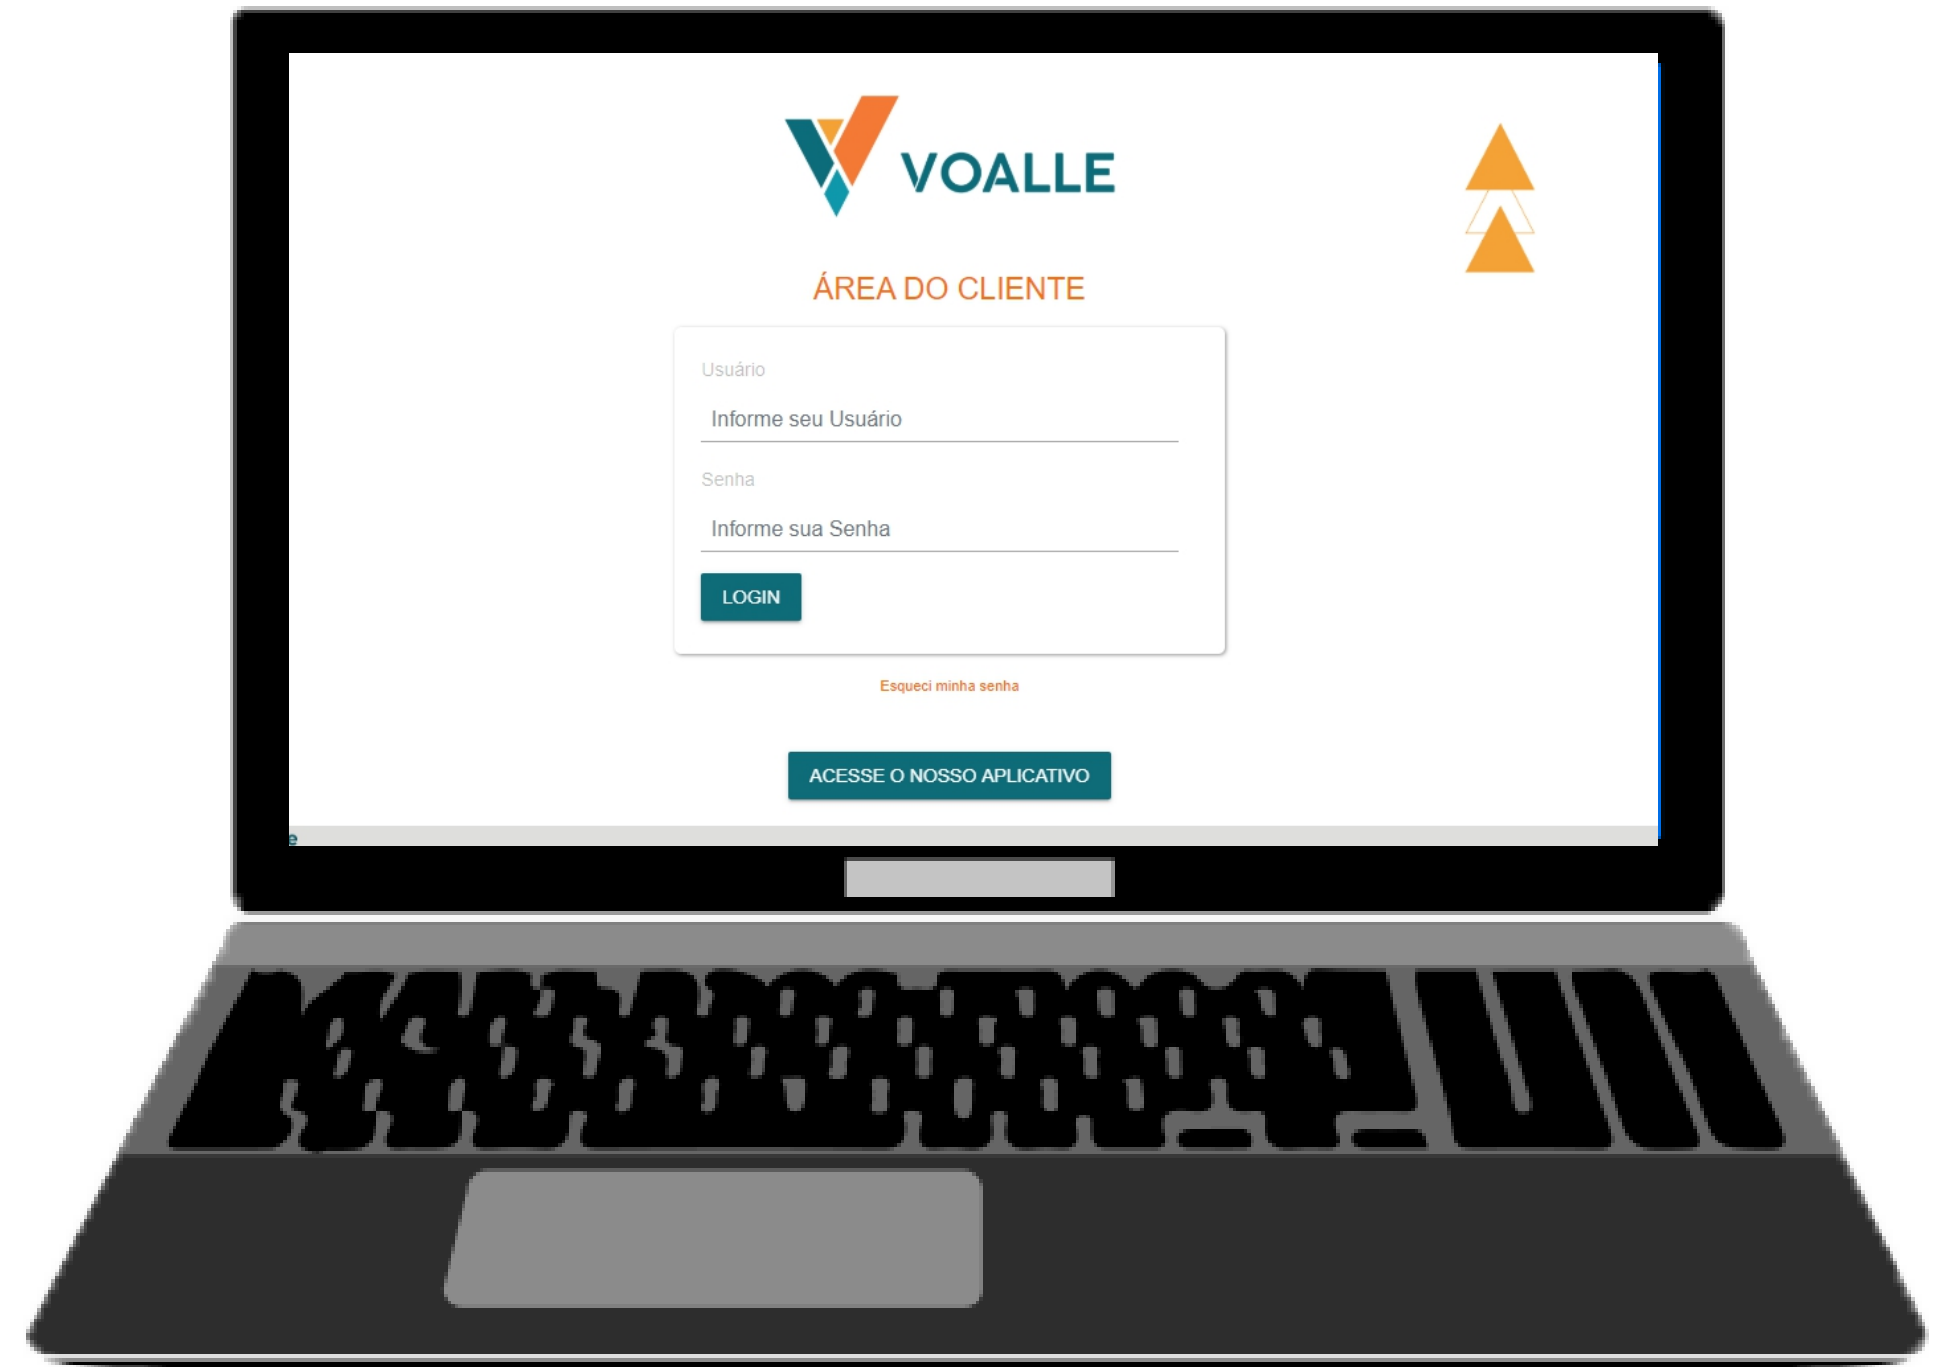 VOALLE
ÁREA DO CLIENTE
Usuário
Informe seu Usuário
Senha
Informe sua Senha
LOGIN
Esqueci minha senha
ACESSE O NOSSO APLICATIVO
e